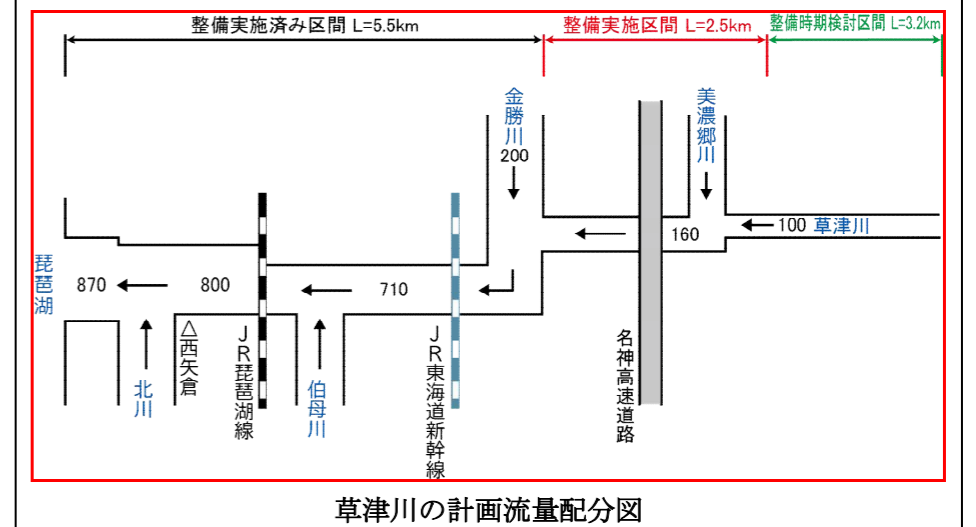 整備実施済み区間 L=5.5km
整備実施区間 L=2.5km
整備時期検討区間 L=3.2km
金勝川
200
美濃郷川
160
100 草津川
琵琶湖
870
800
710
北川
△西矢倉
JR琵琶湖線
伯母川
JR東海道新幹線
名神高速道路
草津川の計画流量配分図